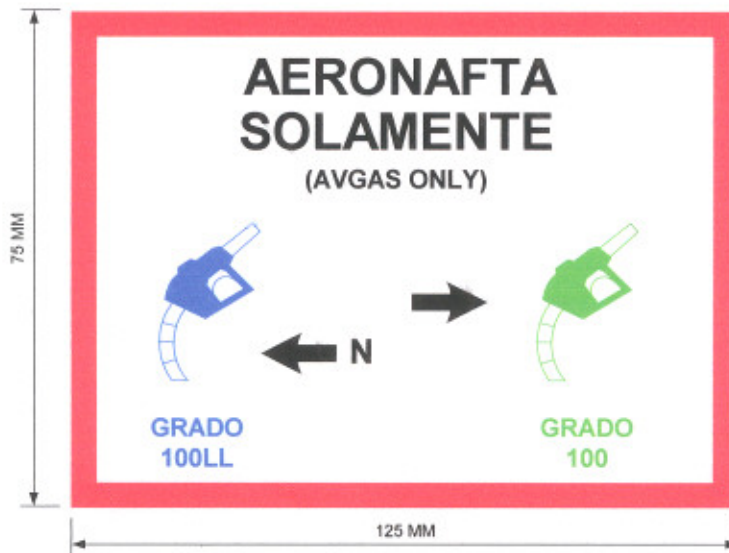 AERONAFTA
SOLAMENTE
(AVGAS ONLY)
75 MM
N
GRADO
100LL
GRADO
100
125 MM